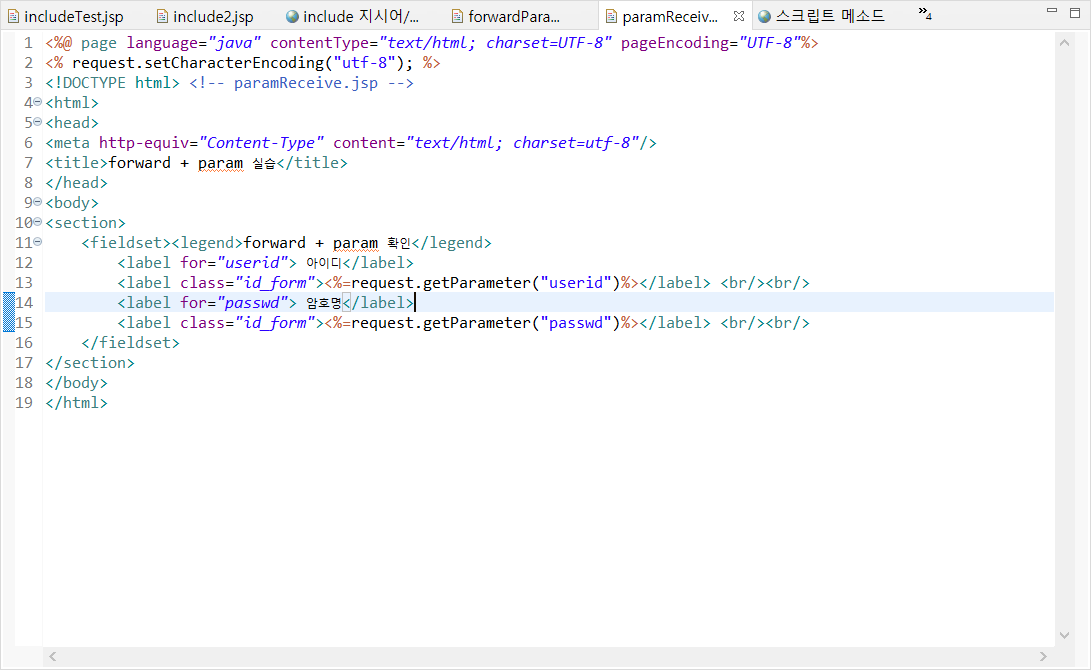 includeTest.jsp include2.jsp include 지시어/... forwardPara... paramReceiv... 스크립트 메소드 »4
1 <%@ page language="java" contentType="text/html; charset=UTF-8" pageEncoding="UTF-8"%>
2 <% request.setCharacterEncoding("utf-8"); %>
3 <!DOCTYPE html> <!-- paramReceive.jsp -->
4 <html>
5 <head>
6 <meta http-equiv="Content-Type" content="text/html; charset=utf-8"/>
7 <title>forward + param 실습</title>
8 </head>
9 <body>
10 <section>
11 <fieldset><legend>forward + param 확인</legend>
12 <label for="userid"> 아이디</label>
13 <label class="id_form"><%=request.getParameter("userid")%></label> <br/><br/>
14 <label for="passwd"> 암호명</label>
15 <label class="id_form"><%=request.getParameter("passwd")%></label> <br/><br/>
16 </fieldset>
17 </section>
18 </body>
19 </html>